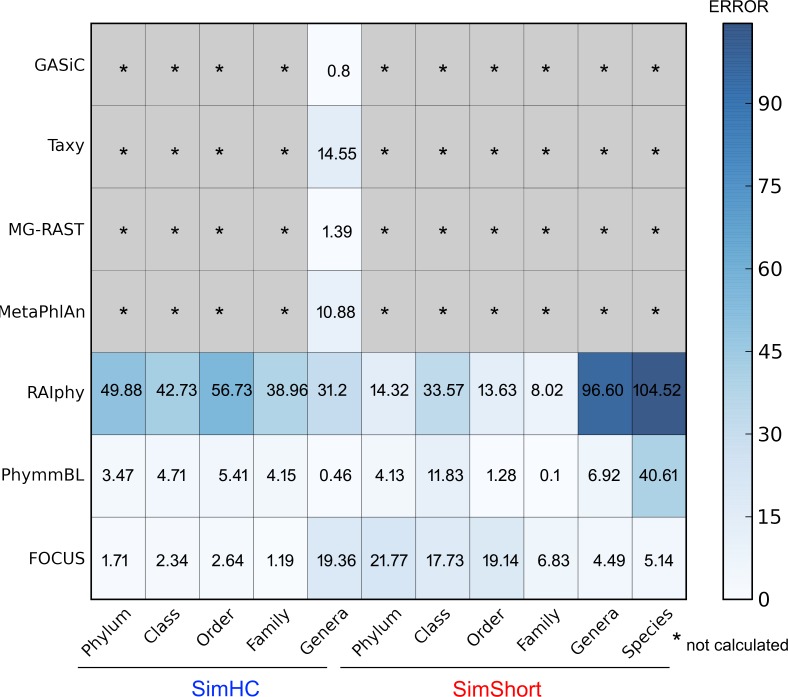 ERROR
GASiC * * * * 0.8 * * * * * *
90
Taxy * * * * 14.55 * * * * * *
75
MG-RAST * * * * 1.39 * * * * * *
60
MetaPhlAn * * * * 10.88 * * * * * *
45
RAIphy 49.88 42.73 56.73 38.96 31.2 14.32 33.57 13.63 8.02 96.60 104.52
30
PhymmBL 3.47 4.71 5.41 4.15 0.46 4.13 11.83 1.28 0.1 6.92 40.61
15
FOCUS 1.71 2.34 2.64 1.19 19.36 21.77 17.73 19.14 6.83 4.49 5.14
0
Phylum Class Order Family Genera Phylum Class Order Family Genera Species
* not calculated
SimHC SimShort